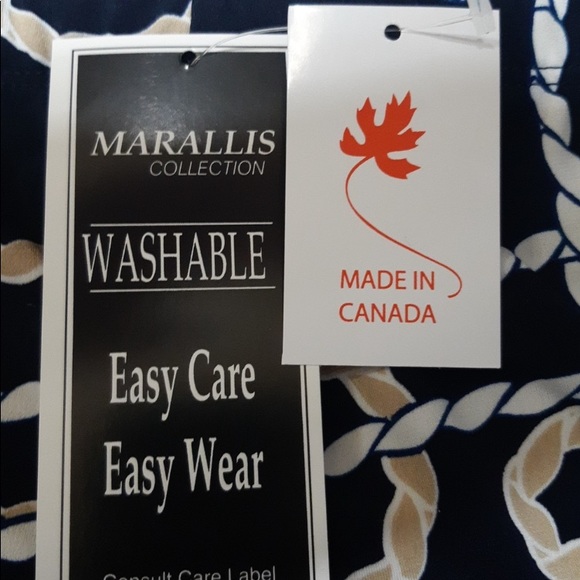 MARALLIS
COLLECTION
WASHABLE
Easy Care
Easy Wear
Consult Care Label
MADE IN
CANADA